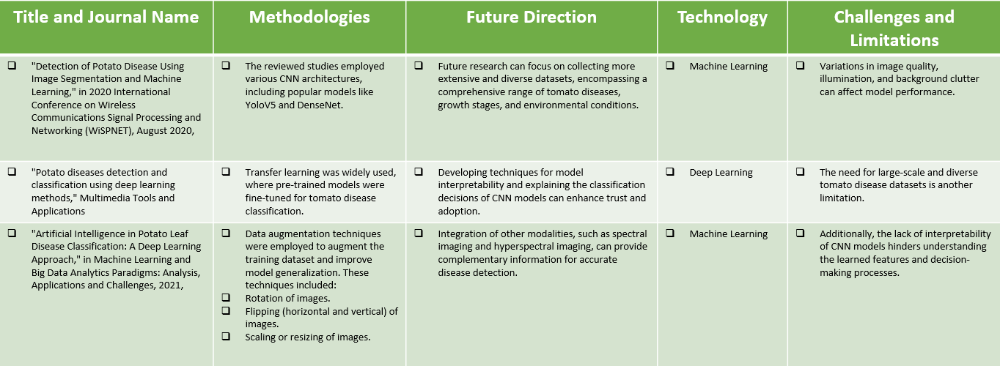 Title and Journal Name
Methodologies
Future Direction
Technology
Challenges and
Limitations
"Detection of Potato Disease Using
Image Segmentation and Machine
Learning," in 2020 International
Conference on Wireless
Communications Signal Processing and
Networking (WiSPNET), August 2020,
The reviewed studies employed
various CNN architectures,
including popular models like
YoloV5 and DenseNet.
Future research can focus on collecting more
extensive and diverse datasets, encompassing a
comprehensive range of tomato diseases,
growth stages, and environmental conditions.
Machine Learning
Variations in image quality,
illumination, and background clutter
can affect model performance.
"Potato diseases detection and
classification using deep learning
methods," Multimedia Tools and
Applications
Transfer learning was widely used,
where pre-trained models were
fine-tuned for tomato disease
classification.
Developing techniques for model
interpretability and explaining the classification
decisions of CNN models can enhance trust and
adoption.
Deep Learning
The need for large-scale and diverse
tomato disease datasets is another
limitation.
"Artificial Intelligence in Potato Leaf
Disease Classification: A Deep Learning
Approach," in Machine Learning and
Big Data Analytics Paradigms: Analysis,
Applications and Challenges, 2021,
Data augmentation techniques
were employed to augment the
training dataset and improve
model generalization. These
techniques included:
Rotation of images.
Flipping (horizontal and vertical) of
images.
Scaling or resizing of images.
Integration of other modalities, such as spectral
imaging and hyperspectral imaging, can provide
complementary information for accurate
disease detection.
Machine Learning
Additionally, the lack of interpretability
of CNN models hinders understanding
the learned features and decision-
making processes.